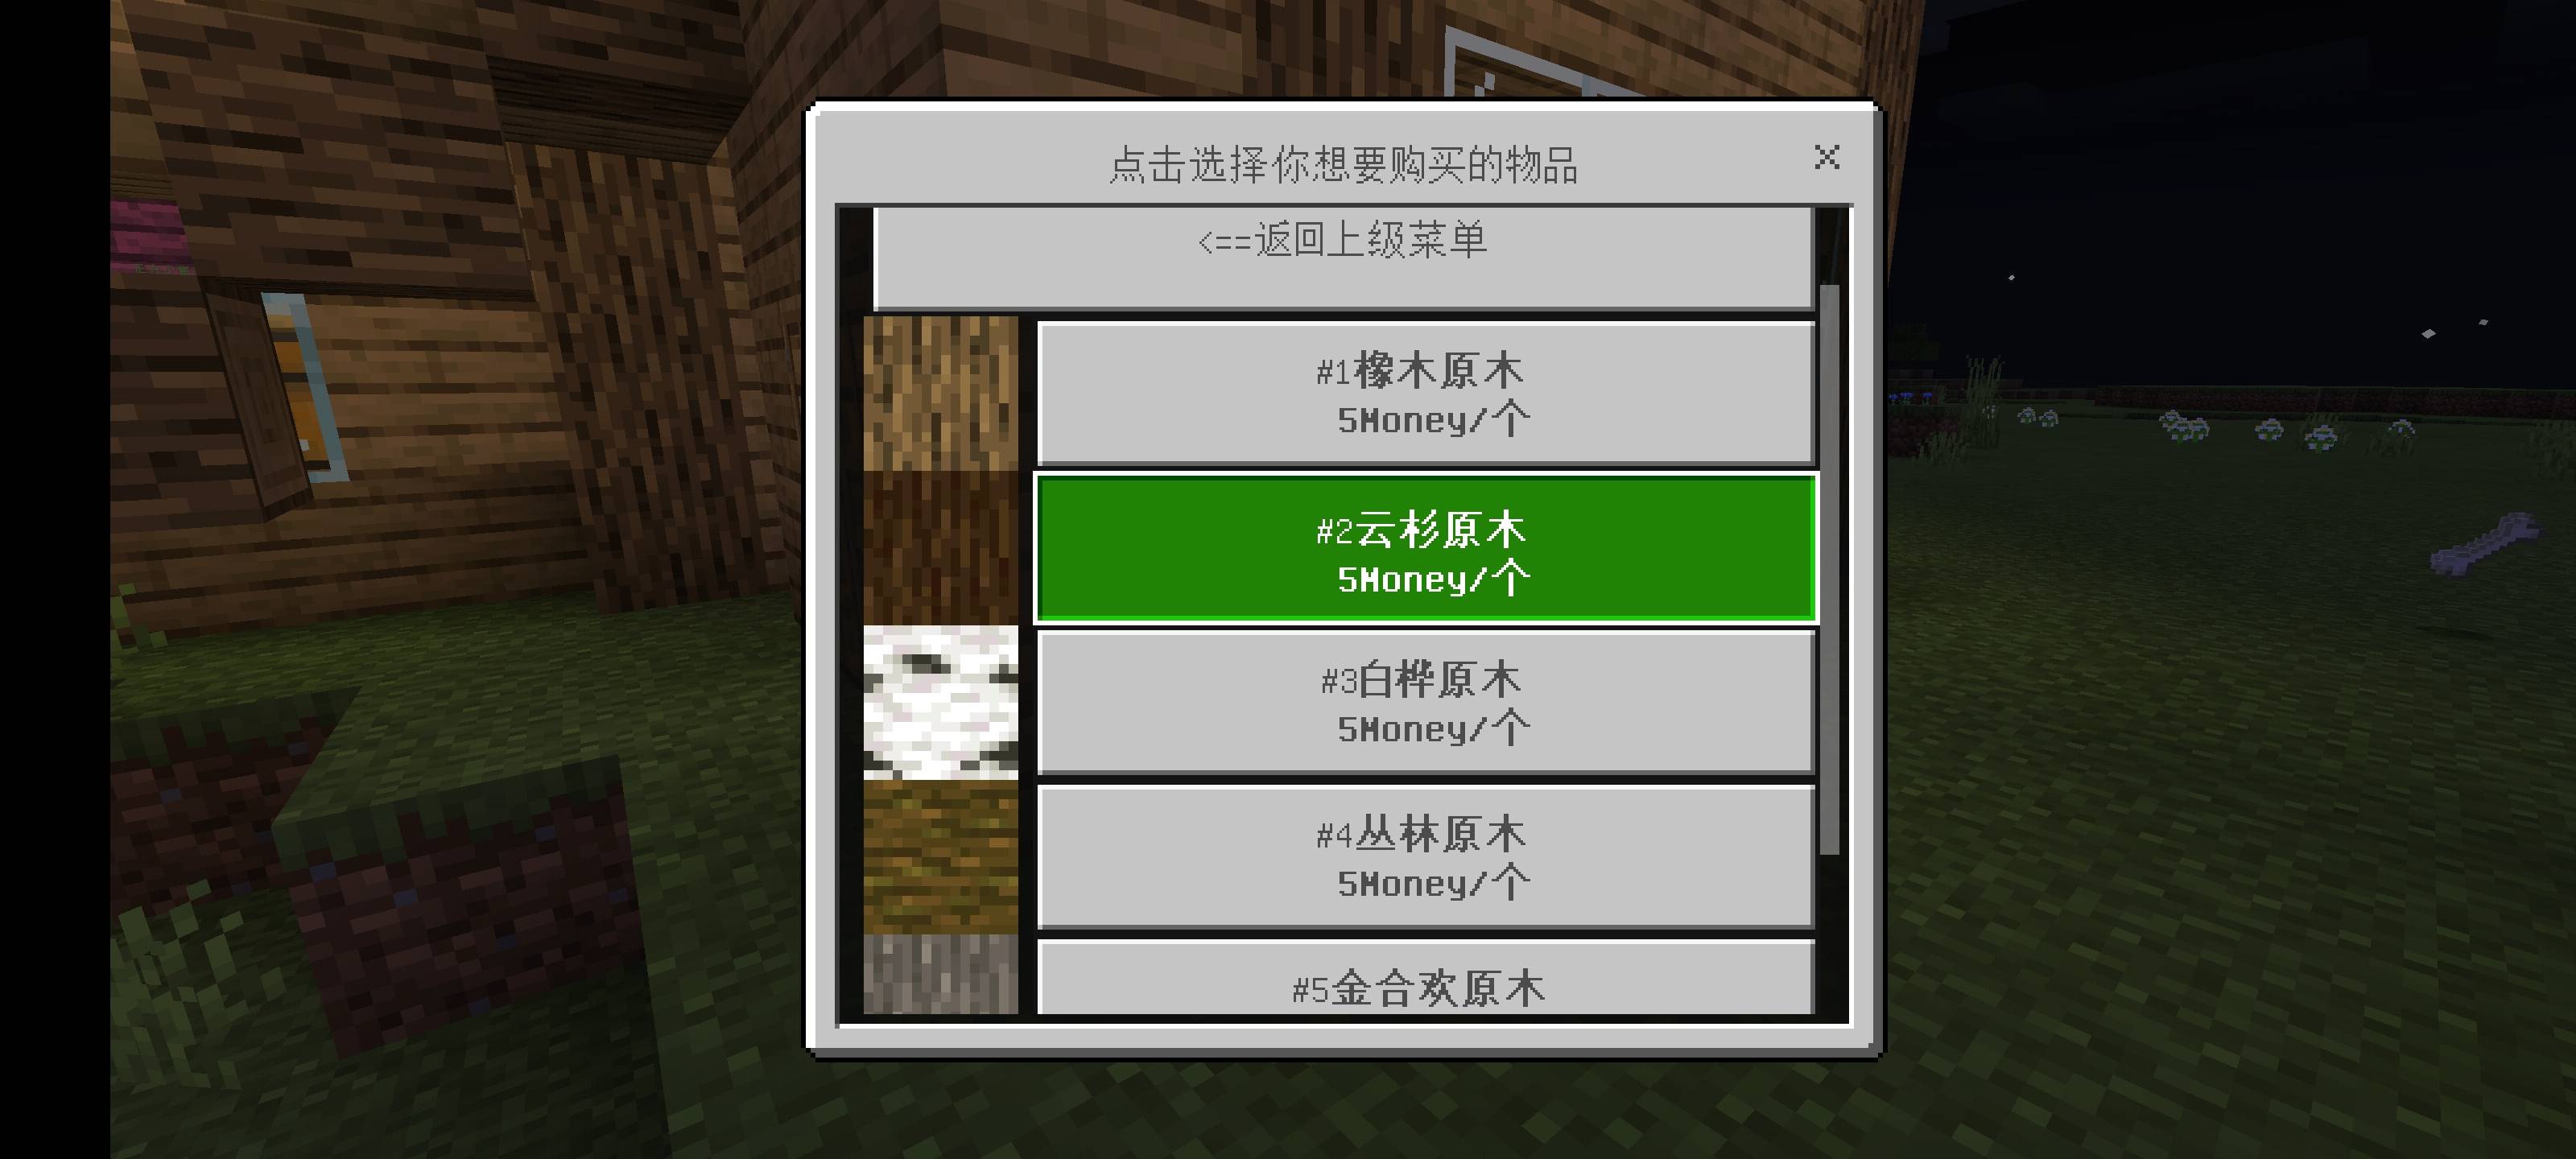 点击选择你想要购买的物品
<==返回上级菜单
#1橡木原木
5Money/个
#2云杉原木
5Money/个
#3白桦原木
5Money/个
#4丛林原木
5Money/个
#5金合欢原木